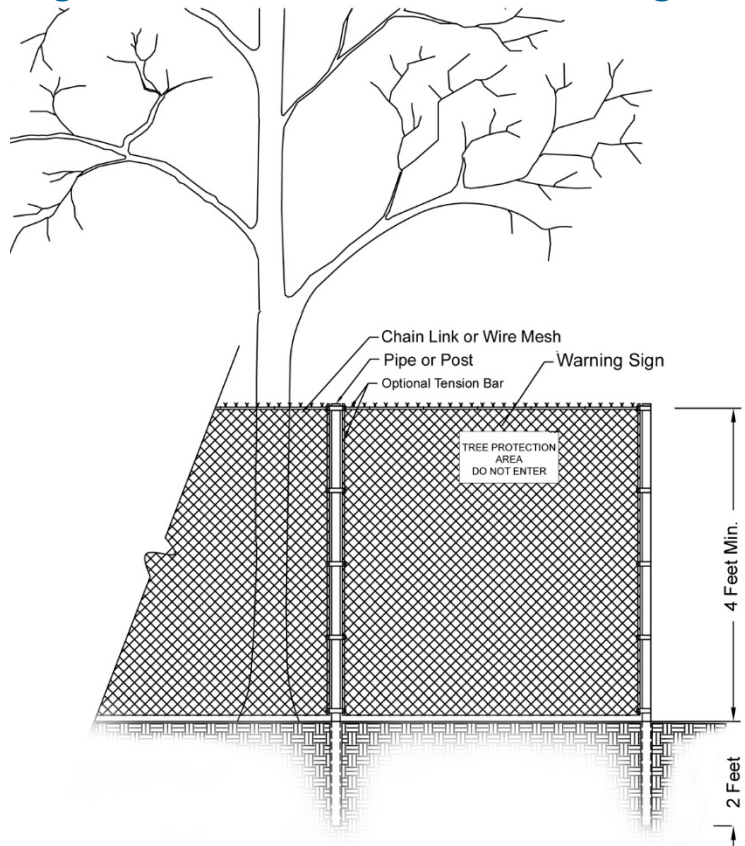 Chain Link or Wire Mesh
Pipe or Post
Warning Sign
Optional Tension Bar
TREE PROTECTION
AREA
DO NOT ENTER
4 Feet Min.
2 Feet